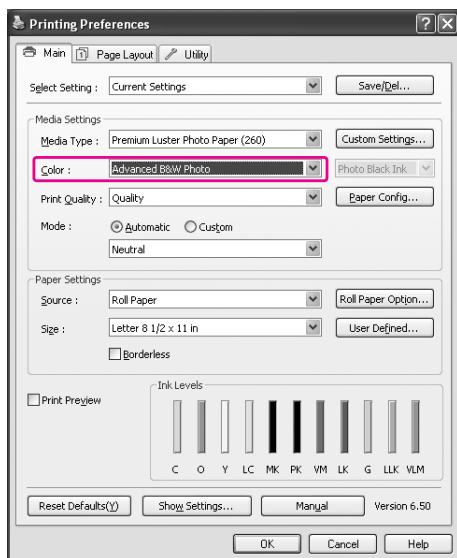 Printing Preferences
Main Page Layout Utility
Select Setting : Current Settings Save/Del...
Media Settings
Media Type : Premium Luster Photo Paper (260) Custom Settings...
Color : Advanced B&W Photo Photo Black Ink
Print Quality : Quality Paper Config...
Mode : Automatic Custom
Neutral
Paper Settings
Source : Roll Paper Roll Paper Option...
Size : Letter 8 1/2 x 11 in User Defined...
Borderless
Print Preview
Ink Levels
C O Y LC MK PK VM LK G LLK VLM
Reset Defaults(Y) Show Settings... Manual Version 6.50
OK Cancel Help